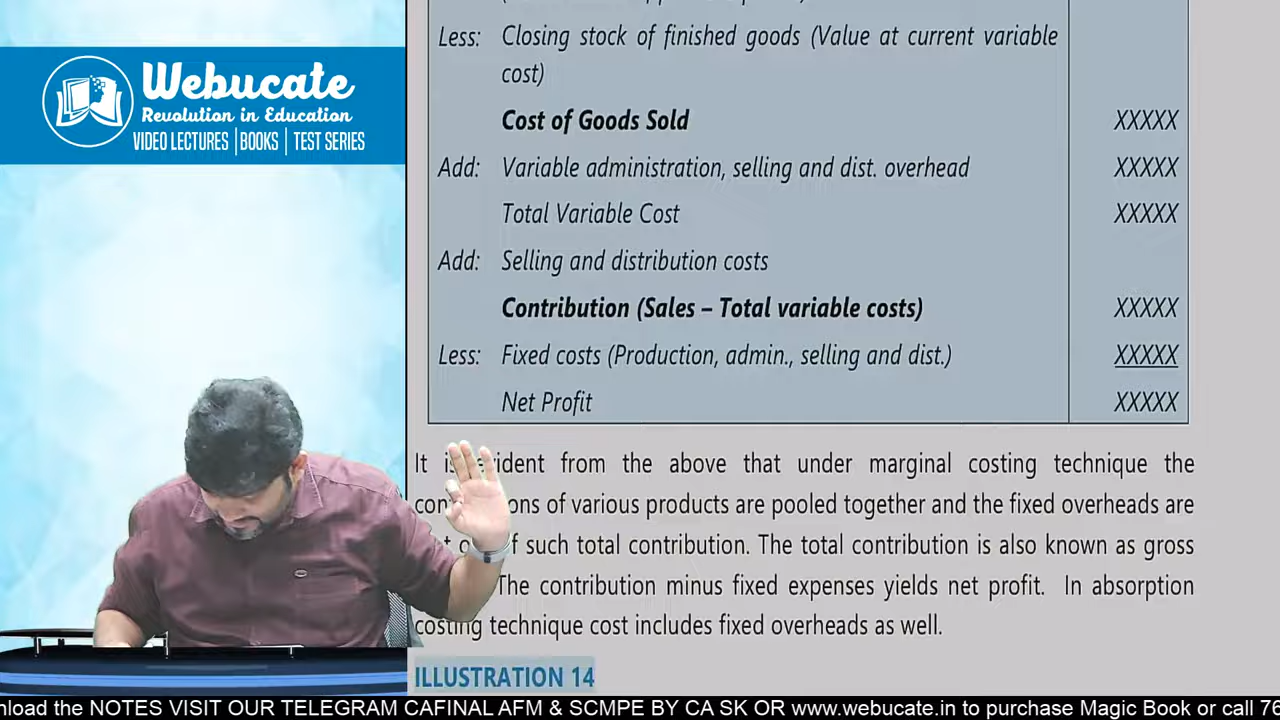 Less: Closing stock of finished goods (Value at current variable
cost)
Cost of Goods Sold XXXXX
Add: Variable administration, selling and dist. overhead XXXXX
Total Variable Cost XXXXX
Add: Selling and distribution costs
Contribution (Sales – Total variable costs) XXXXX
Less: Fixed costs (Production, admin., selling and dist.) XXXXX
Net Profit XXXXX
Webucate
Revolution in Education
VIDEO LECTURES | BOOKS | TEST SERIES
It is evident from the above that under marginal costing technique the
of various products are pooled together and the fixed overheads are
of such total contribution. The total contribution is also known as gross
The contribution minus fixed expenses yields net profit. In absorption
costing technique cost includes fixed overheads as well.
ILLUSTRATION 14
the NOTES VISIT OUR TELEGRAM CAFINAL AFM & SCMPE BY CA SK OR www.webucate.in to purchase Magic Book or call 76